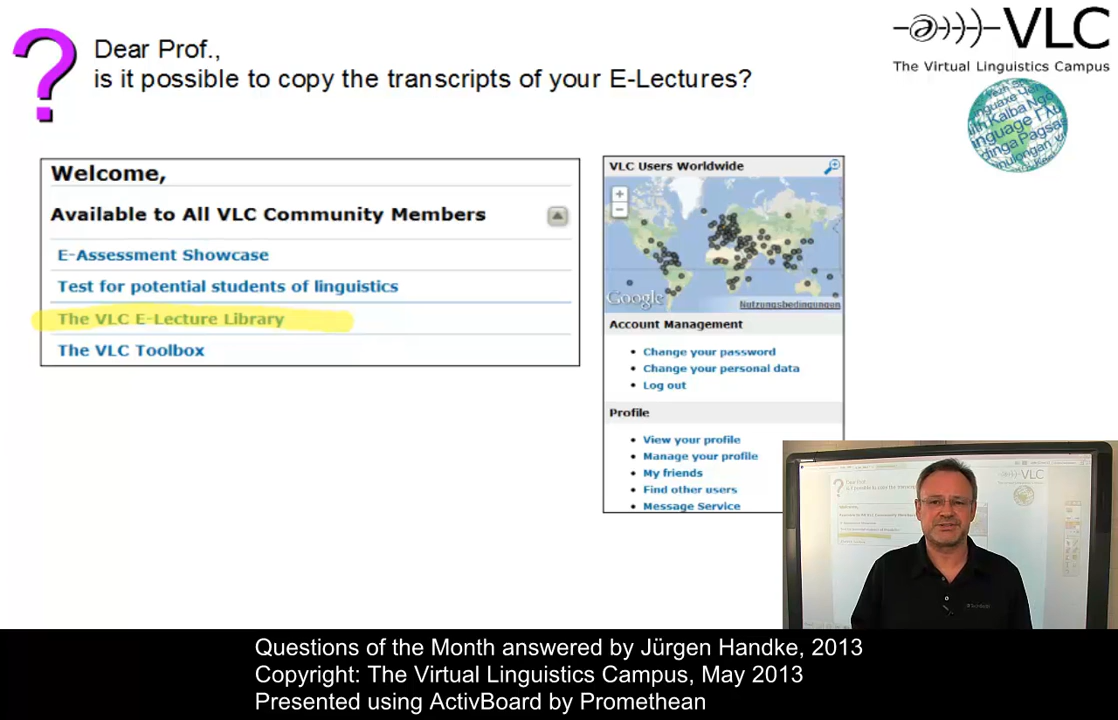 Dear Prof.,
is it possible to copy the transcripts of your E-Lectures?
VLC
The Virtual Linguistics Campus
Welcome,
Available to All VLC Community Members
E-Assessment Showcase
Test for potential students of linguistics
The VLC E-Lecture Library
The VLC Toolbox
VLC Users Worldwide
Google
Nutzungsbedingungen
Account Management
• Change your password
• Change your personal data
• Log out
Profile
• View your profile
• Manage your profile
• My friends
• Find other users
• Message Service
VLC
Questions of the Month answered by Jürgen Handke, 2013
Copyright: The Virtual Linguistics Campus, May 2013
Presented using ActivBoard by Promethean